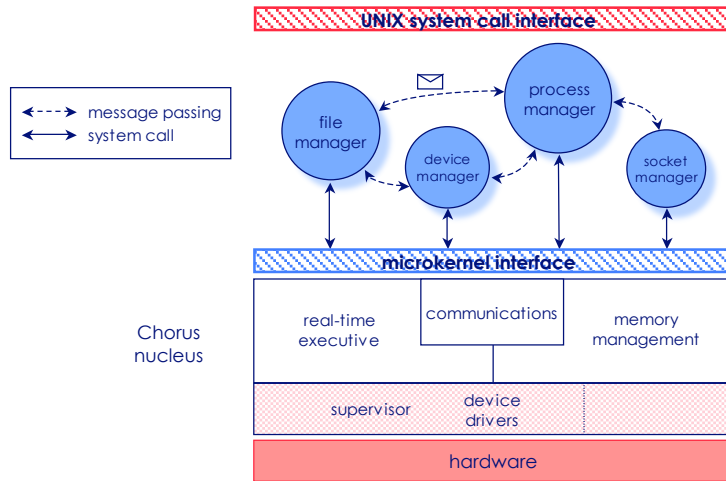 UNIX system call interface
message passing
system call
file
manager
process
manager
device
manager
socket
manager
microkernel interface
Chorus
nucleus
real-time
executive
communications
memory
management
supervisor
device
drivers
hardware